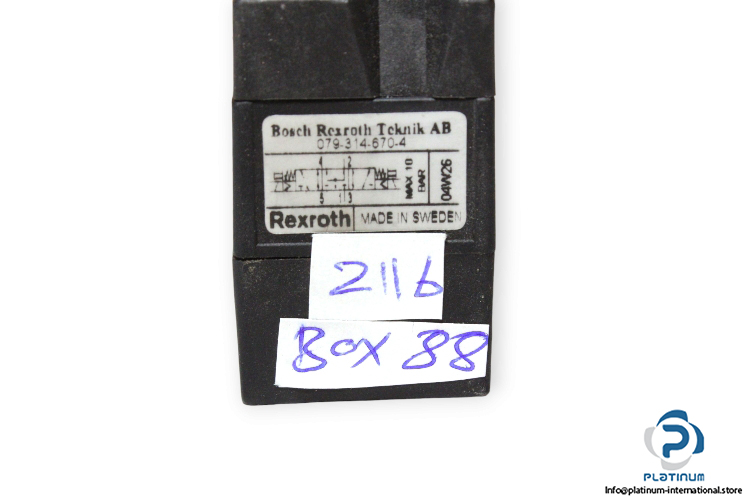 Bosch Rexroth Teknik AB
079-314-670-4
4 2
5 1 3
MAX 10
BAR
04W26
Rexroth
MADE IN SWEDEN
2116
BOX 88
PLATINUM
Info@platinum-international.store